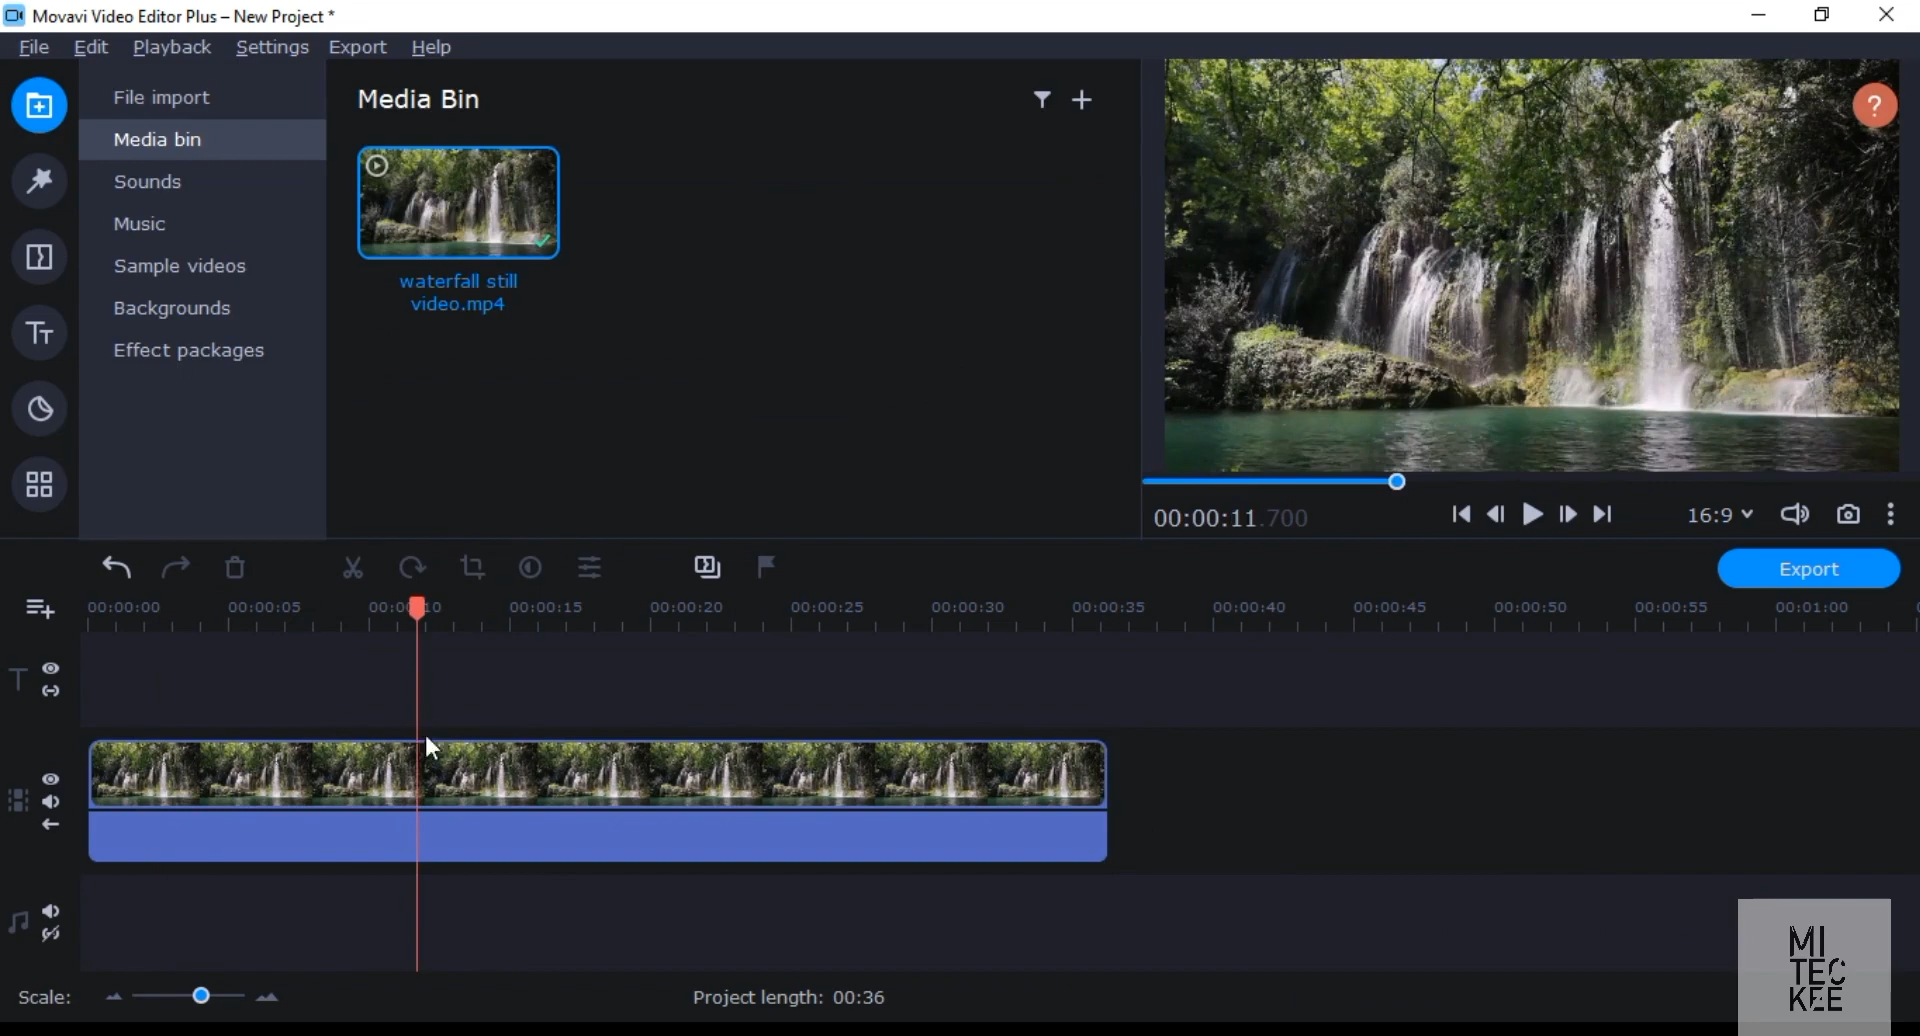 Movavi Video Editor Plus – New Project *
File Edit Playback Settings Export Help
File import
Media bin
Sounds
Music
Sample videos
Backgrounds
Effect packages
Media Bin
waterfall still
video.mp4
?
00:00:11.700
16:9
Export
00:00:00 00:00:05 00:00:10 00:00:15 00:00:20 00:00:25 00:00:30 00:00:35 00:00:40 00:00:45 00:00:50 00:00:55 00:01:00
Scale:
Project length: 00:36
MI
TEC
KEE